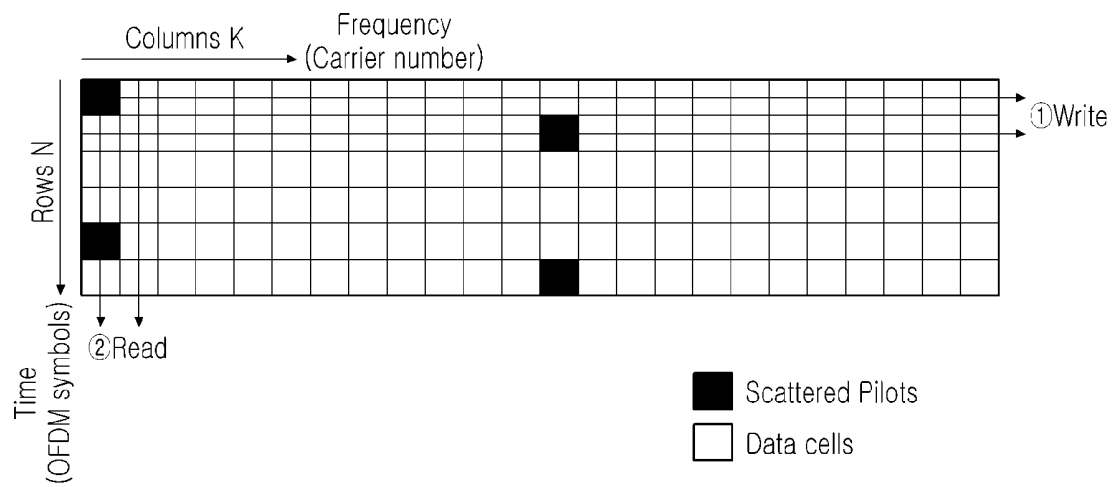 Columns K
Frequency
(Carrier number)
①Write
Rows N
Time
(OFDM symbols)
②Read
Scattered Pilots
Data cells